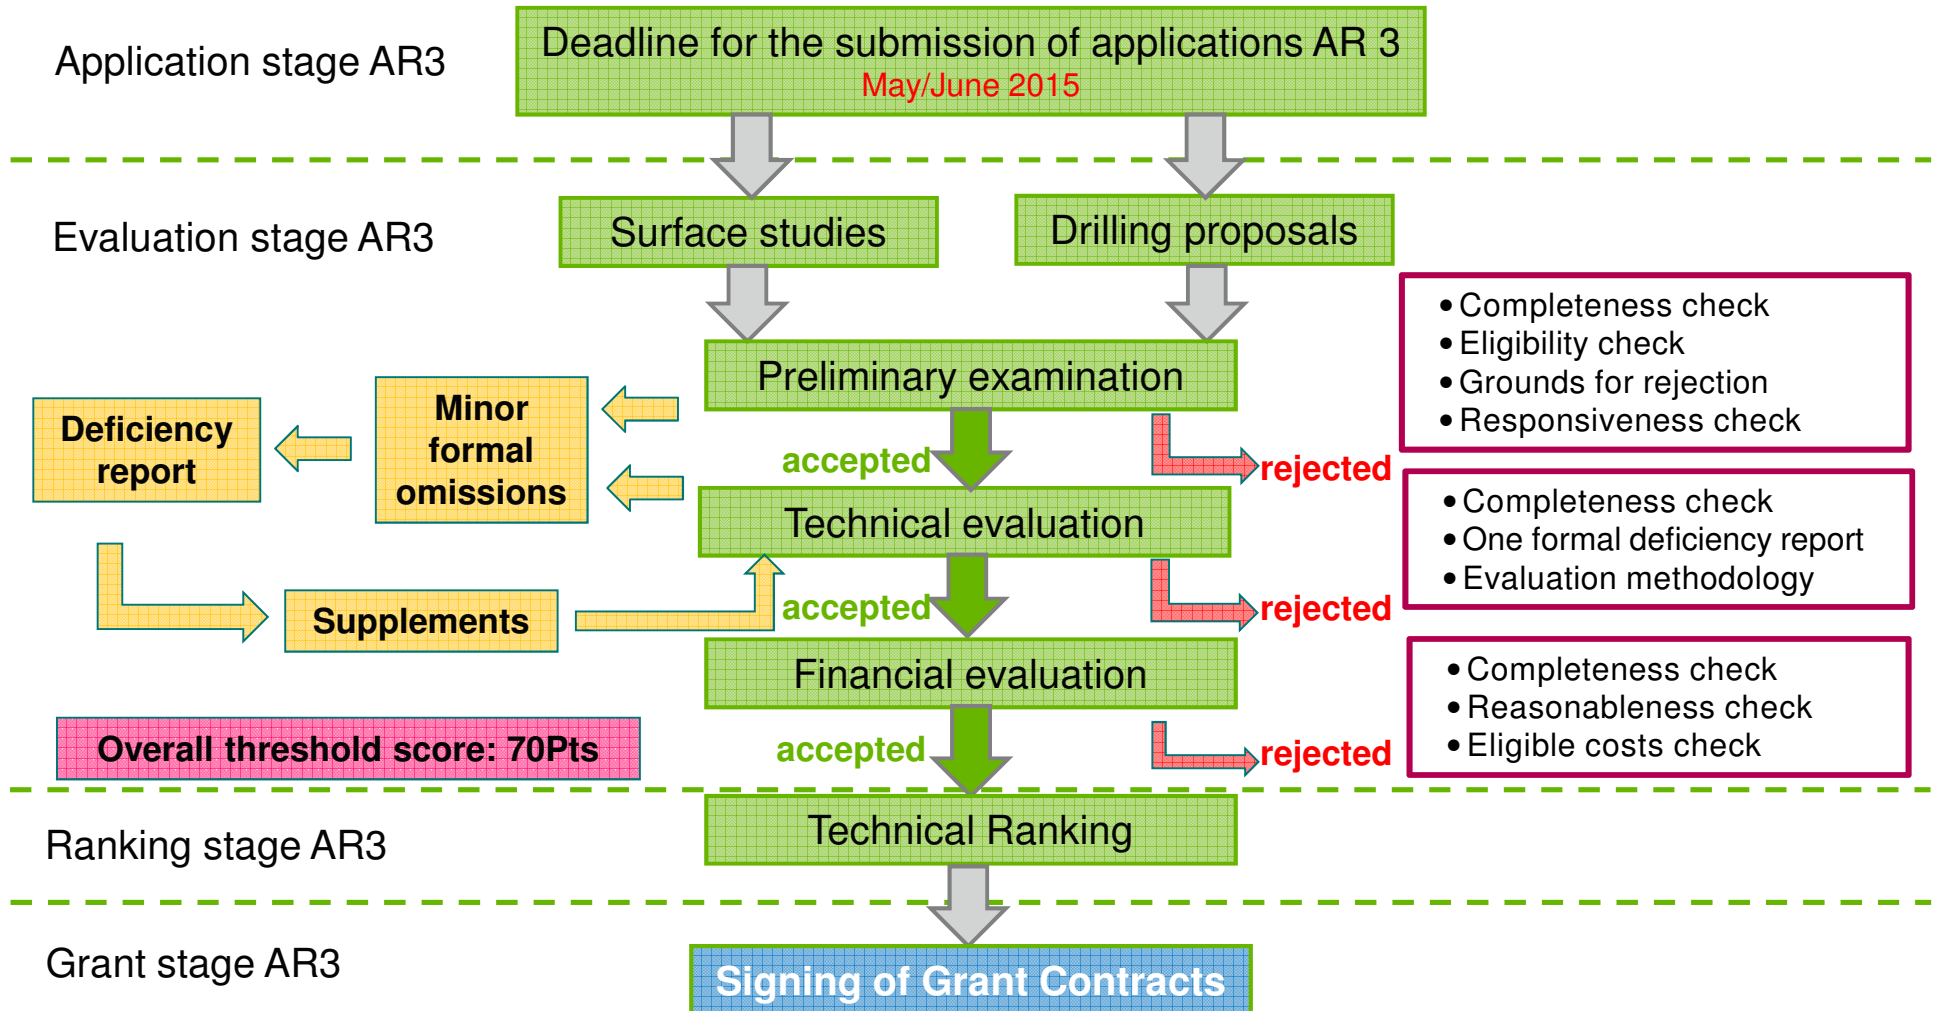 Application stage AR3
Deadline for the submission of applications AR 3
May/June 2015
Evaluation stage AR3
Surface studies
Drilling proposals
Preliminary examination
• Completeness check
• Eligibility check
• Grounds for rejection
• Responsiveness check
Minor
formal
omissions
Deficiency
report
accepted
rejected
Technical evaluation
• Completeness check
• One formal deficiency report
• Evaluation methodology
Supplements
accepted
rejected
Financial evaluation
• Completeness check
• Reasonableness check
• Eligible costs check
Overall threshold score: 70Pts
accepted
rejected
Ranking stage AR3
Technical Ranking
Grant stage AR3
Signing of Grant Contracts